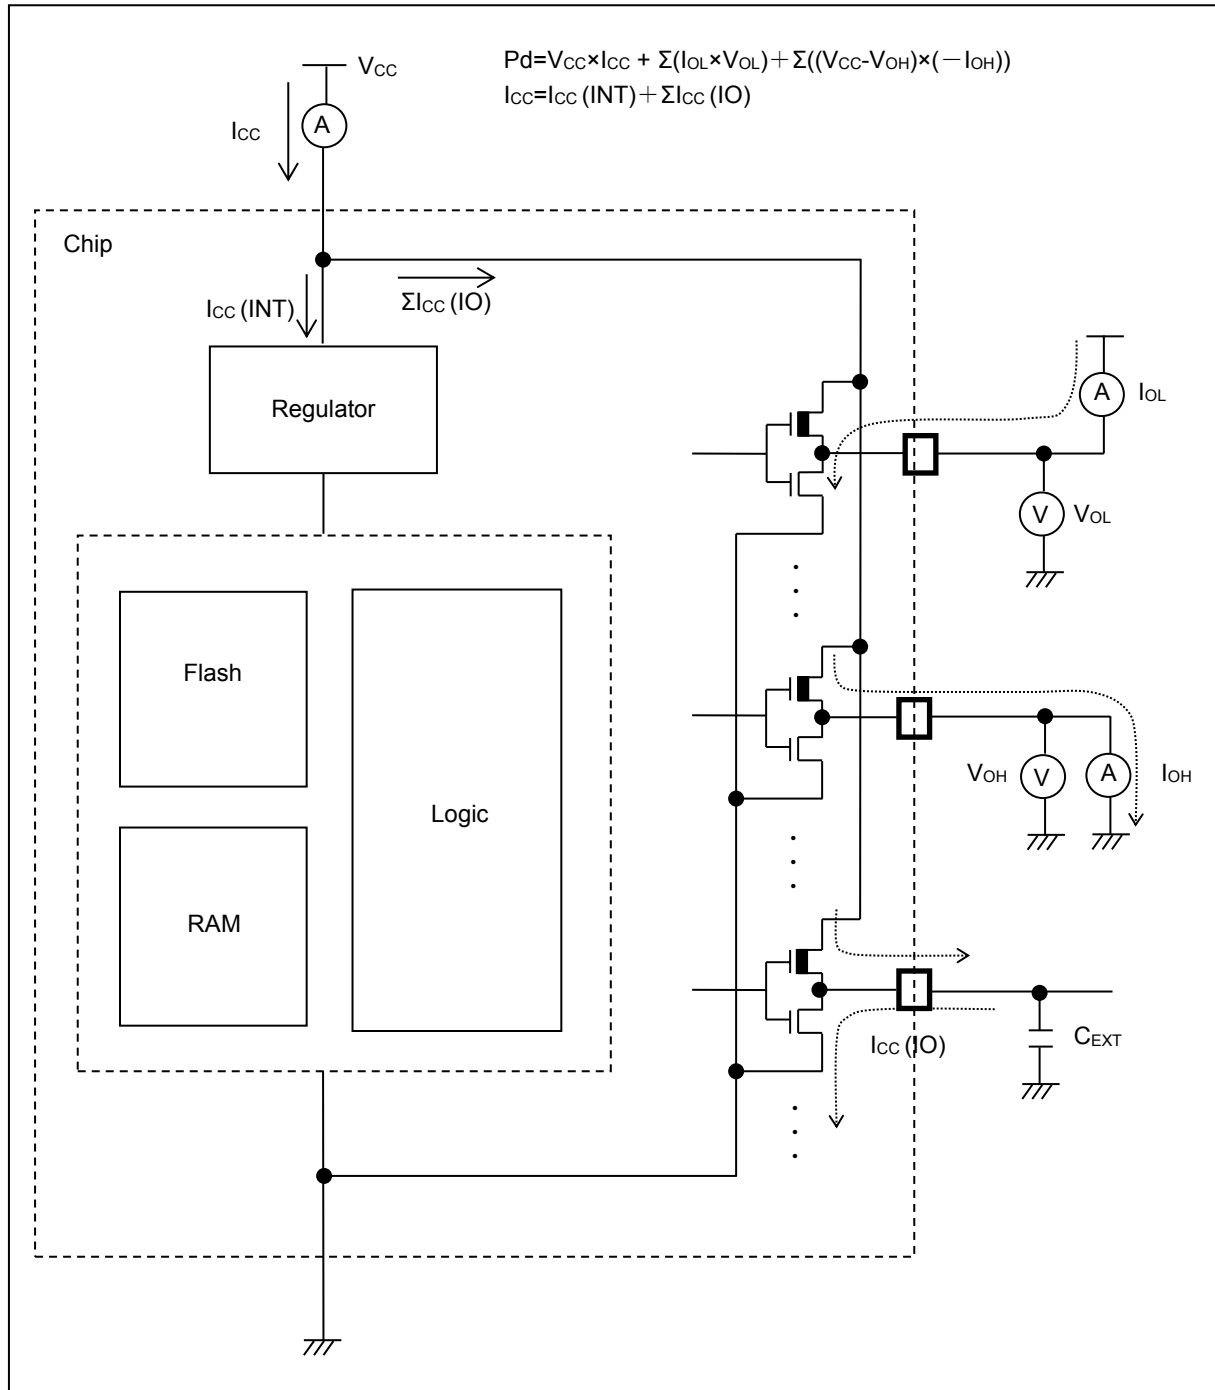 Pd=VCC×ICC + Σ(IOL×VOL)+Σ((VCC-VOH)×(-IOH))
ICC=ICC(INT)+ΣICC(IO)
VCC
A
ICC
Chip
ICC(INT)
ΣICC(IO)
Regulator
A
IOL
V
VOL
Flash
Logic
RAM
VOH
V
A
IOH
ICC(IO)
CEXT